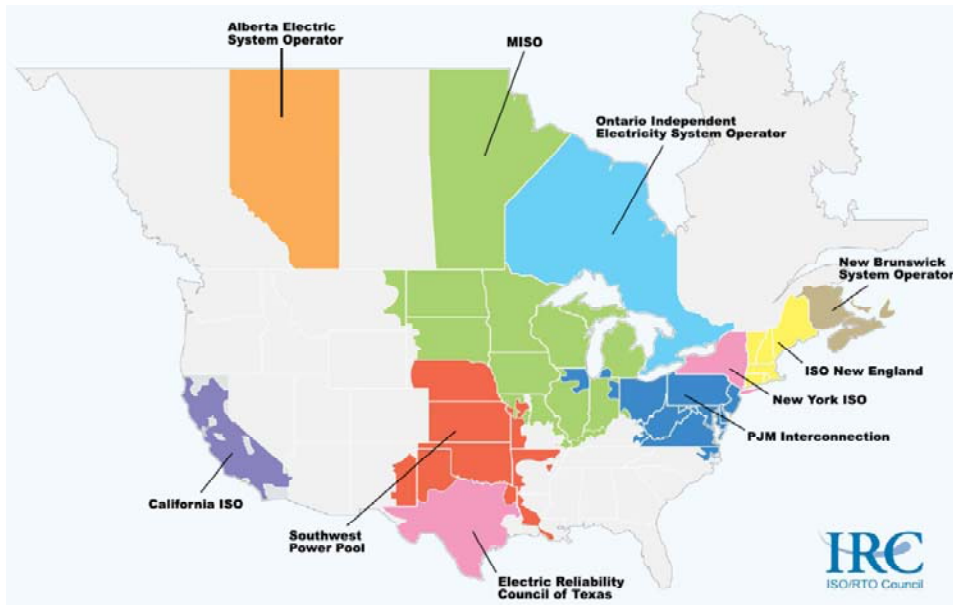 Alberta Electric
System Operator
MISO
Ontario Independent
Electricity System Operator
New Brunswick
System Operator
ISO New England
New York ISO
PJM Interconnection
California ISO
Southwest
Power Pool
Electric Reliability
Council of Texas
IRC
ISO/RTO Council